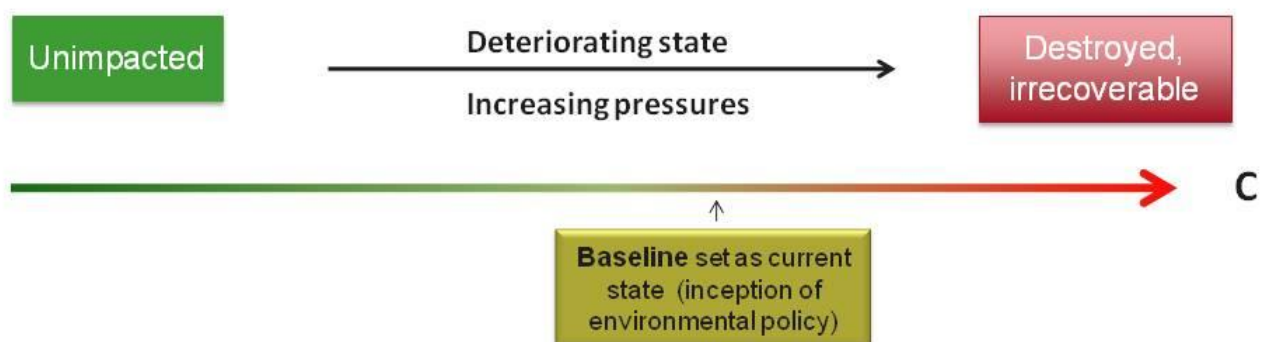 Unimpacted
Deteriorating state
Increasing pressures
Destroyed,
irrecoverable
C
Baseline set as current
state (inception of
environmental policy)